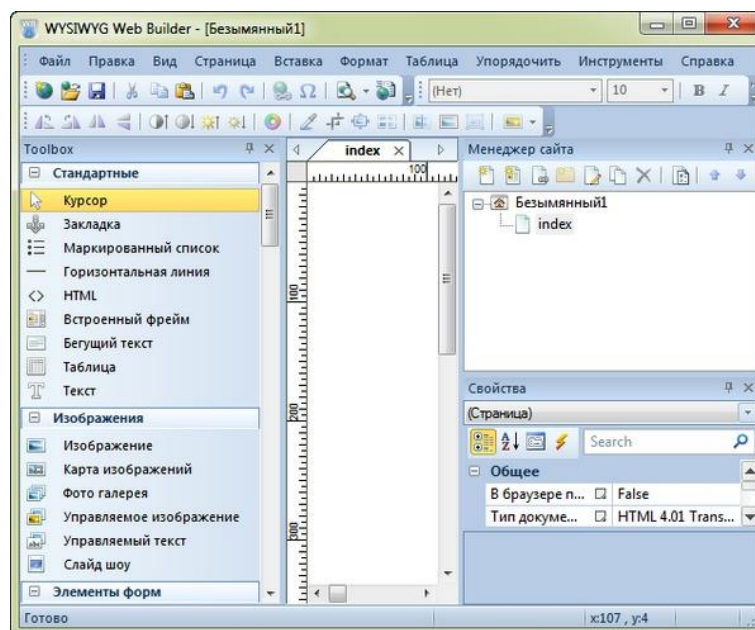 WYSIWYG Web Builder - [Безымянный1]
Файл Правка Вид Страница Вставка Формат Таблица Упорядочить Инструменты Справка
(Нет) 10 B I
Toolbox
Стандартные
Курсор
Закладка
Маркированный список
Горизонтальная линия
HTML
Встроенный фрейм
Бегущий текст
Таблица
Текст
Изображения
Изображение
Карта изображений
Фото галерея
Управляемое изображение
Управляемый текст
Слайд шоу
Элементы форм
index
100
100
200
300
Менеджер сайта
Безымянный1
index
Свойства
(Страница)
Search
Общее
В браузере п... False
Тип докуме... HTML 4.01 Trans...
Готово x:107 , y:4